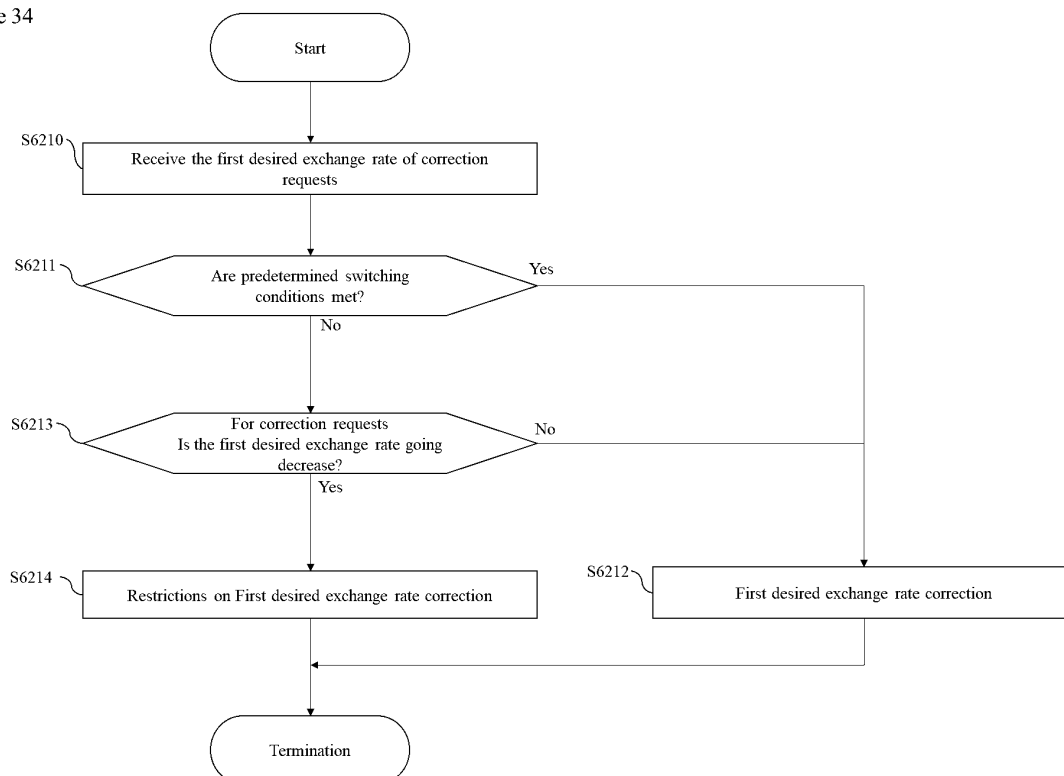 e 34
Start
S6210
Receive the first desired exchange rate of correction
requests
S6211
Are predetermined switching
conditions met?
Yes
No
S6213
For correction requests
Is the first desired exchange rate going
decrease?
No
Yes
S6214
Restrictions on First desired exchange rate correction
S6212
First desired exchange rate correction
Termination